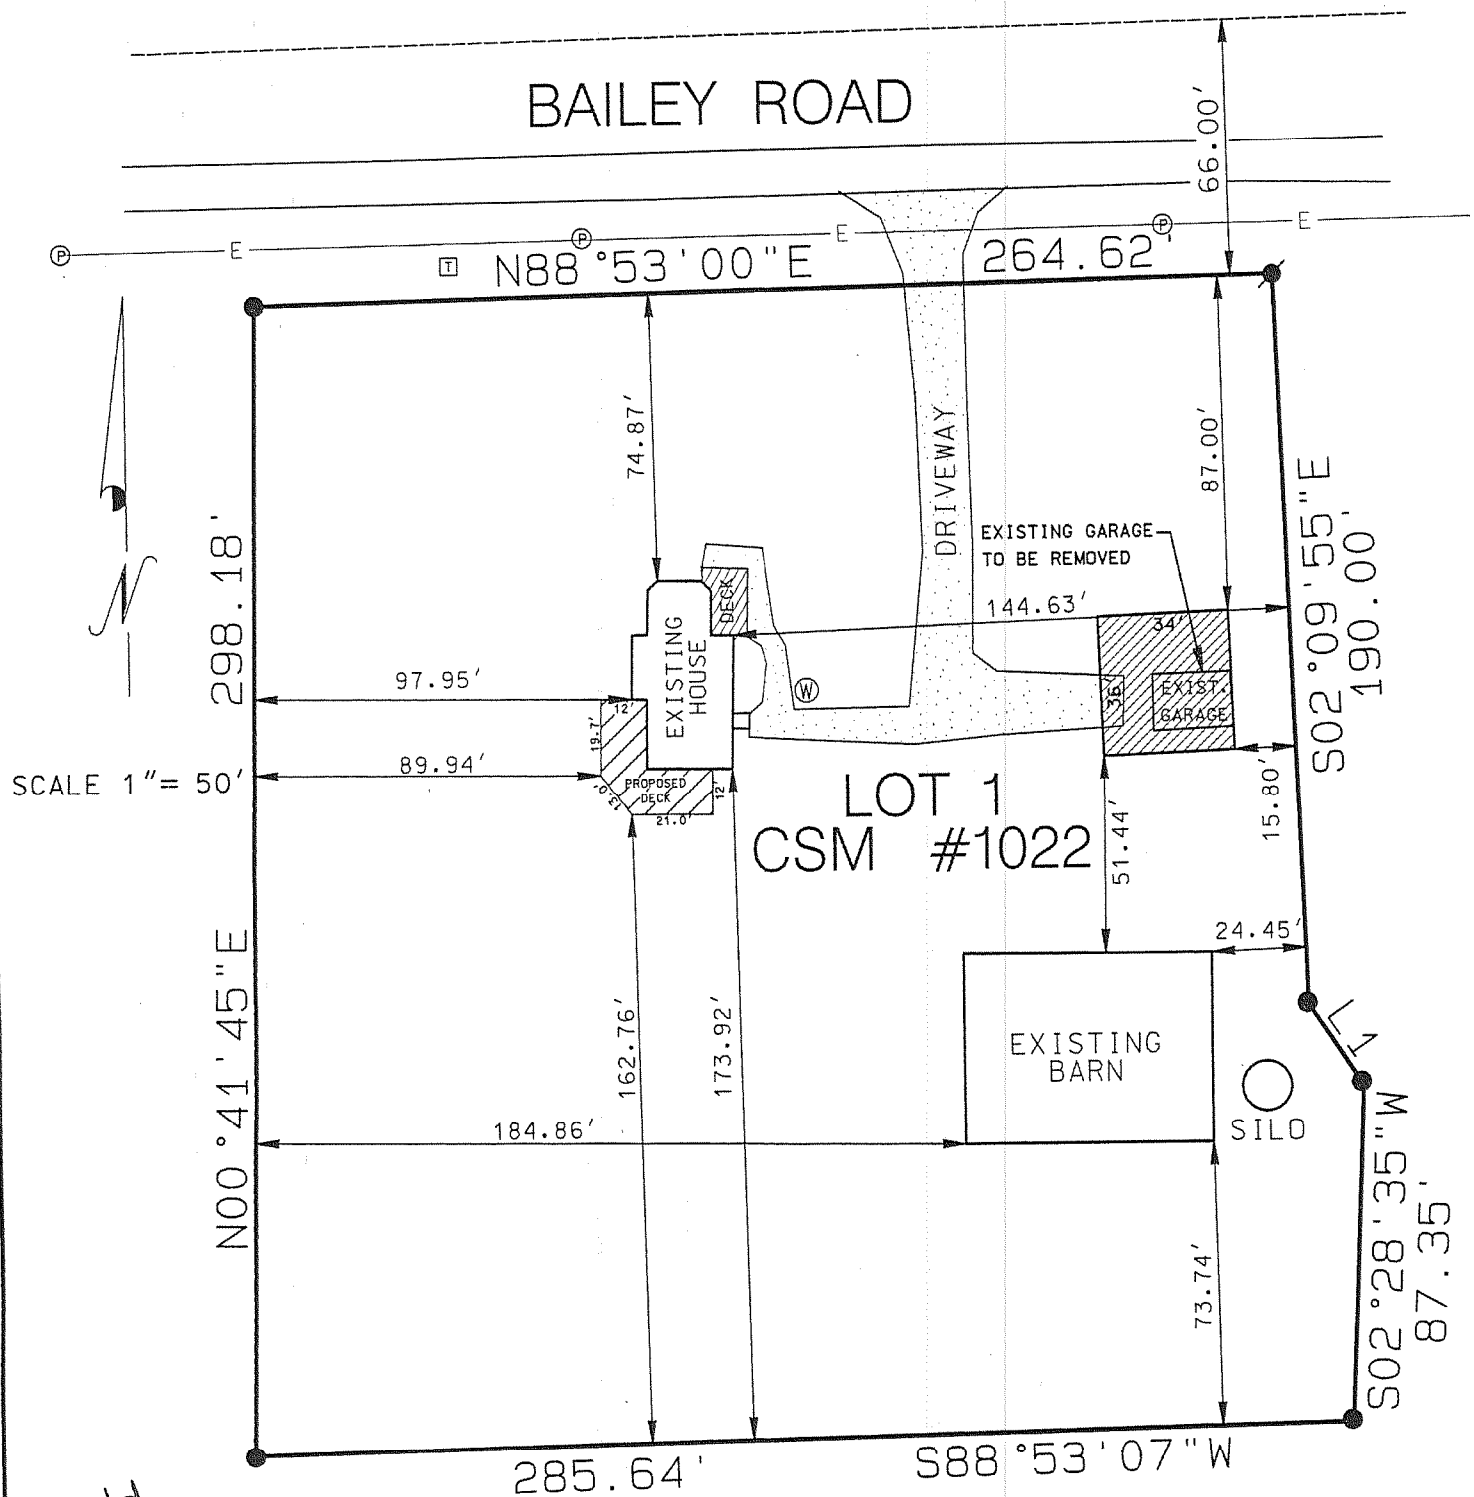 BAILEY ROAD
66.00'
P
E
P
E
P
E
T
N88°53'00"E
264.62'
74.87'
87.00'
DRIVEWAY
EXISTING GARAGE
TO BE REMOVED
S02°09'55"E
190.00'
298.18'
N00°41'45"E
N
SCALE 1"= 50'
DECK
144.63'
34'
36'
EXIST.
GARAGE
EXISTING
HOUSE
W
97.95'
12'
19.7'
89.94'
PROPOSED
DECK
13.0'
21.0'
12'
LOT 1
CSM #1022
51.44'
15.80'
24.45'
L1
162.76'
173.92'
EXISTING
BARN
SILO
184.86'
73.74'
S02°28'35"W
87.35'
285.64'
S88°53'07"W